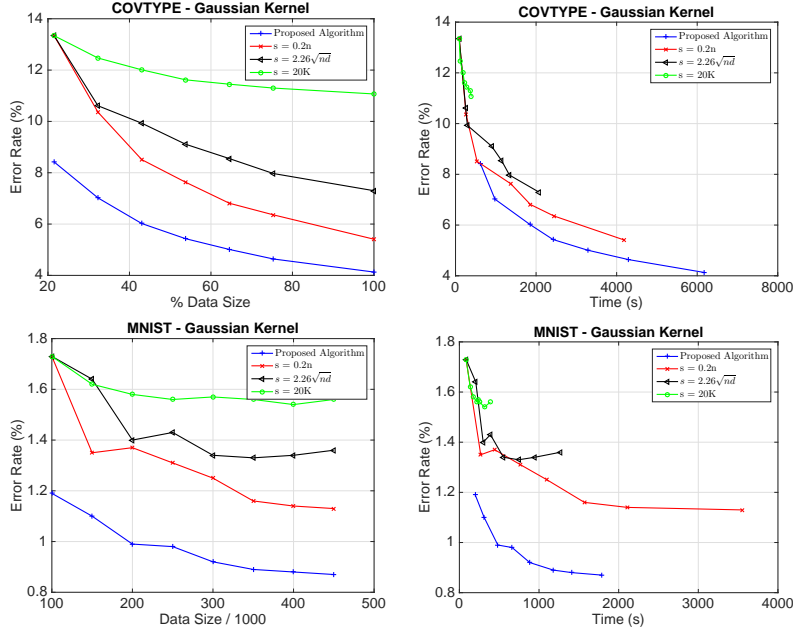 COVTYPE - Gaussian Kernel
Error Rate (%)
14
12
10
8
6
4
20
40
60
80
100
% Data Size
Proposed Algorithm
s = 0.2n
s = 2.26√nd
s = 20K
COVTYPE - Gaussian Kernel
Error Rate (%)
14
12
10
8
6
4
0
2000
4000
6000
8000
Time (s)
Proposed Algorithm
s = 0.2n
s = 2.26√nd
s = 20K
MNIST - Gaussian Kernel
Error Rate (%)
1.8
1.6
1.4
1.2
1
0.8
100
200
300
400
500
Data Size / 1000
Proposed Algorithm
s = 0.2n
s = 2.26√nd
s = 20K
MNIST - Gaussian Kernel
Error Rate (%)
1.8
1.6
1.4
1.2
1
0.8
0
1000
2000
3000
4000
Time (s)
Proposed Algorithm
s = 0.2n
s = 2.26√nd
s = 20K